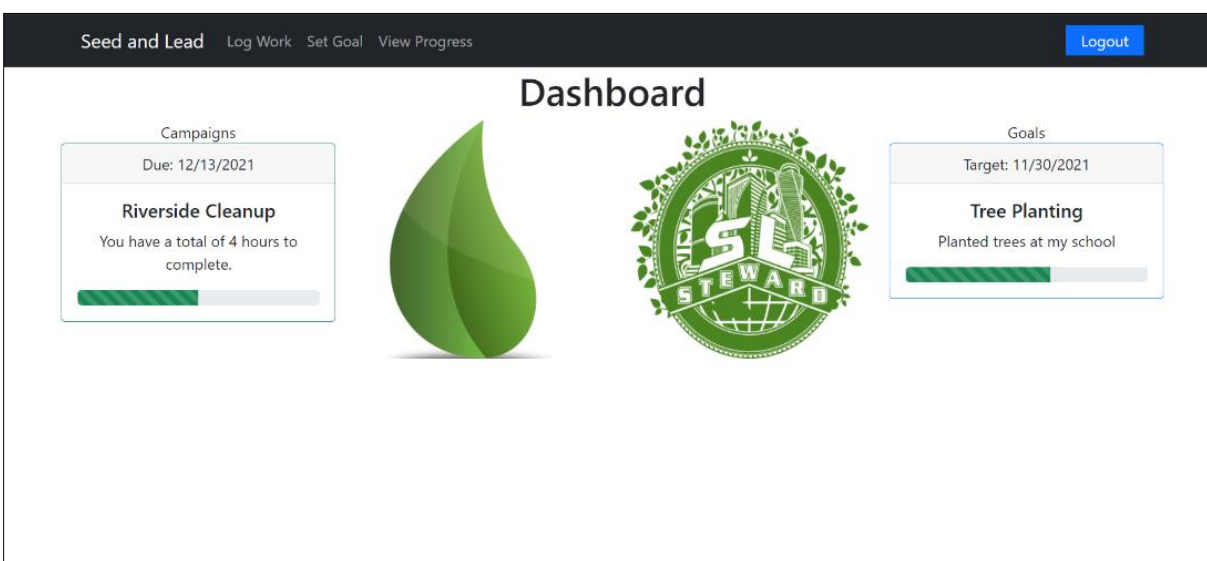 Seed and Lead Log Work Set Goal View Progress Logout
Dashboard
Campaigns
Due: 12/13/2021
Riverside Cleanup
You have a total of 4 hours to
complete.
SL
STEWARD
Goals
Target: 11/30/2021
Tree Planting
Planted trees at my school